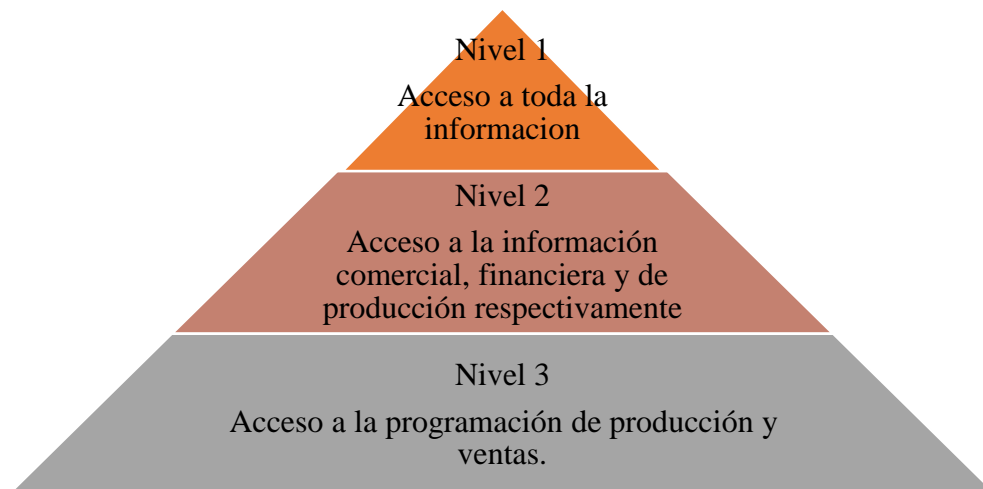 Nivel 1
Acceso a toda la
informacion
Nivel 2
Acceso a la información
comercial, financiera y de
producción respectivamente
Nivel 3
Acceso a la programación de producción y
ventas.